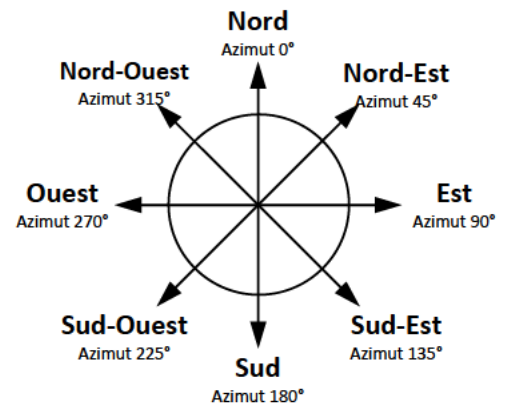 Nord
Azimut 0°
Nord-Ouest
Azimut 315°
Nord-Est
Azimut 45°
Ouest
Azimut 270°
Est
Azimut 90°
Sud-Ouest
Azimut 225°
Sud-Est
Azimut 135°
Sud
Azimut 180°